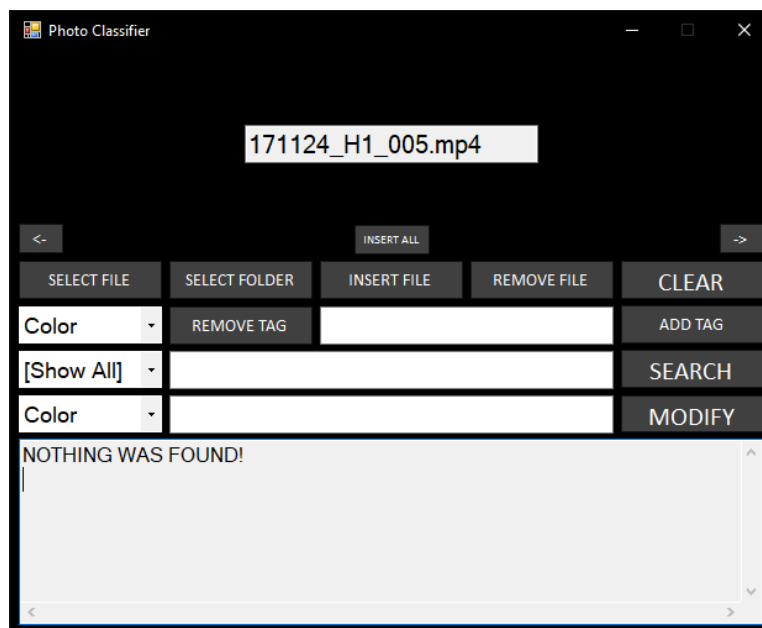 Photo Classifier
171124_H1_005.mp4
<- INSERT ALL ->
SELECT FILE SELECT FOLDER INSERT FILE REMOVE FILE CLEAR
Color REMOVE TAG ADD TAG
[Show All] SEARCH
Color MODIFY
NOTHING WAS FOUND!